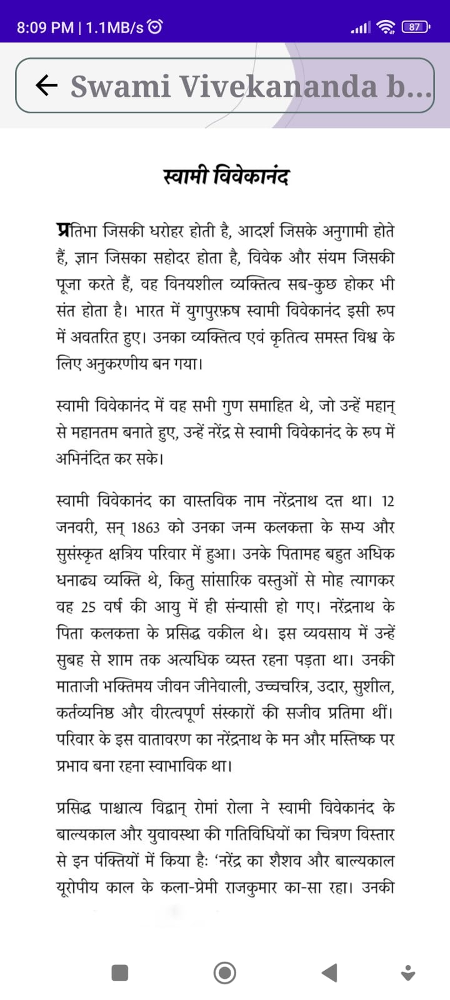 8:09 PM | 1.1MB/s
87
Swami Vivekananda b...
स्वामी विवेकानंद
प्रतिभा जिसकी धरोहर होती है, आदर्श जिसके अनुगामी होते
हैं, ज्ञान जिसका सहोदर होता है, विवेक और संयम जिसकी
पूजा करते हैं, वह विनयशील व्यक्तित्व सब-कुछ होकर भी
संत होता है। भारत में युगपुरफ़ष स्वामी विवेकानंद इसी रूप
में अवतरित हुए। उनका व्यक्तित्व एवं कृतित्व समस्त विश्व के
लिए अनुकरणीय बन गया।
स्वामी विवेकानंद में वह सभी गुण समाहित थे, जो उन्हें महान्
से महानतम बनाते हुए, उन्हें नरेंद्र से स्वामी विवेकानंद के रूप में
अभिनंदित कर सके।
स्वामी विवेकानंद का वास्तविक नाम नरेंद्रनाथ दत्त था। 12
जनवरी, सन् 1863 को उनका जन्म कलकत्ता के सभ्य और
सुसंस्कृत क्षत्रिय परिवार में हुआ। उनके पितामह बहुत अधिक
धनाढ्य व्यक्ति थे, कितु सांसारिक वस्तुओं से मोह त्यागकर
वह 25 वर्ष की आयु में ही संन्यासी हो गए। नरेंद्रनाथ के
पिता कलकत्ता के प्रसिद्ध वकील थे। इस व्यवसाय में उन्हें
सुबह से शाम तक अत्यधिक व्यस्त रहना पड़ता था। उनकी
माताजी भक्तिमय जीवन जीनेवाली, उच्चचरित्र, उदार, सुशील,
कर्तव्यनिष्ठ और वीरत्वपूर्ण संस्कारों की सजीव प्रतिमा थीं।
परिवार के इस वातावरण का नरेंद्रनाथ के मन और मस्तिष्क पर
प्रभाव बना रहना स्वाभाविक था।
प्रसिद्ध पाश्चात्य विद्वान् रोमां रोला ने स्वामी विवेकानंद के
बाल्यकाल और युवावस्था की गतिविधियों का चित्रण विस्तार
से इन पंक्तियों में किया हैः ‘नरेंद्र का शैशव और बाल्यकाल
यूरोपीय काल के कला-प्रेमी राजकुमार का-सा रहा। उनकी